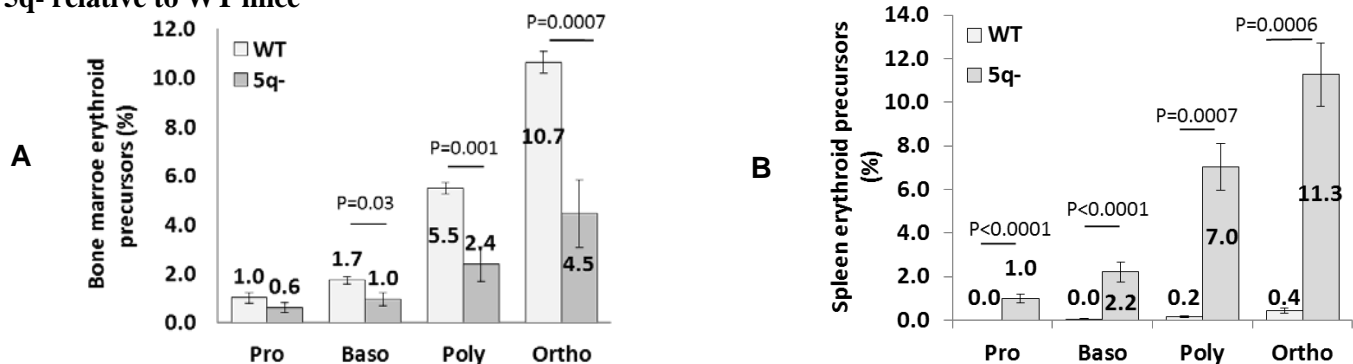 5q- relative to WT mice
A
Bone marroe erythroid
precursors (%)
12.0
10.0
8.0
6.0
4.0
2.0
0.0
WT
5q-
P=0.03
P=0.001
P=0.0007
1.0 0.6
1.7 1.0
5.5 2.4
10.7 4.5
Pro Baso Poly Ortho
B
Spleen erythroid precursors
(%)
14.0
12.0
10.0
8.0
6.0
4.0
2.0
0.0
WT
5q-
P<0.0001
P<0.0001
P=0.0007
P=0.0006
0.0 1.0
0.0 2.2
0.2 7.0
0.4 11.3
Pro Baso Poly Ortho